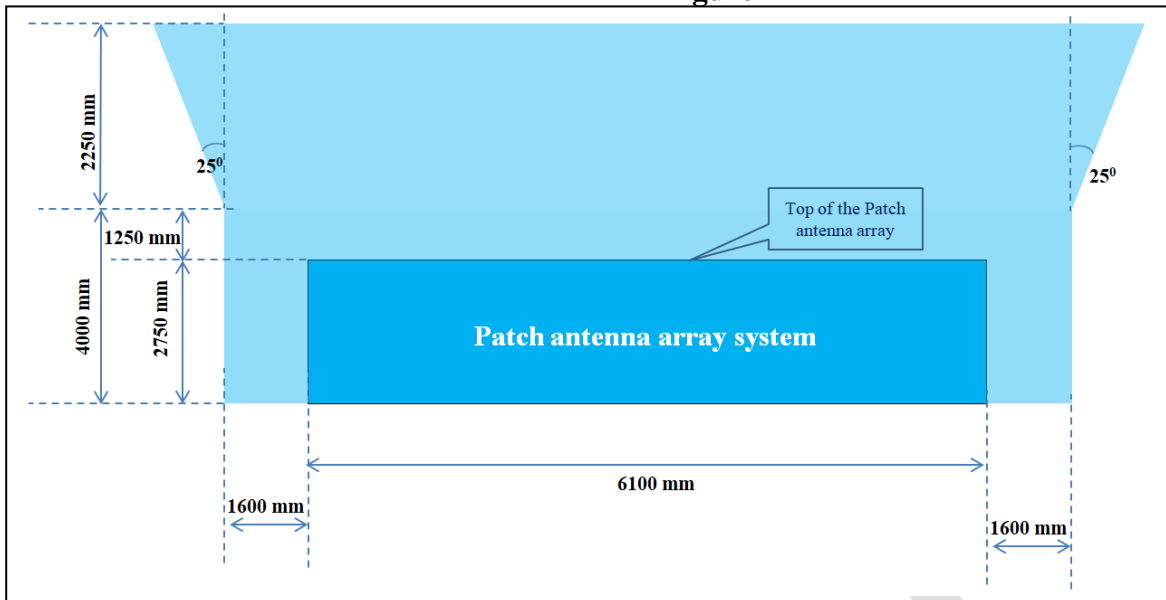 2250 mm
25⁰
25⁰
Top of the Patch
antenna array
1250 mm
4000 mm
2750 mm
Patch antenna array system
6100 mm
1600 mm
1600 mm